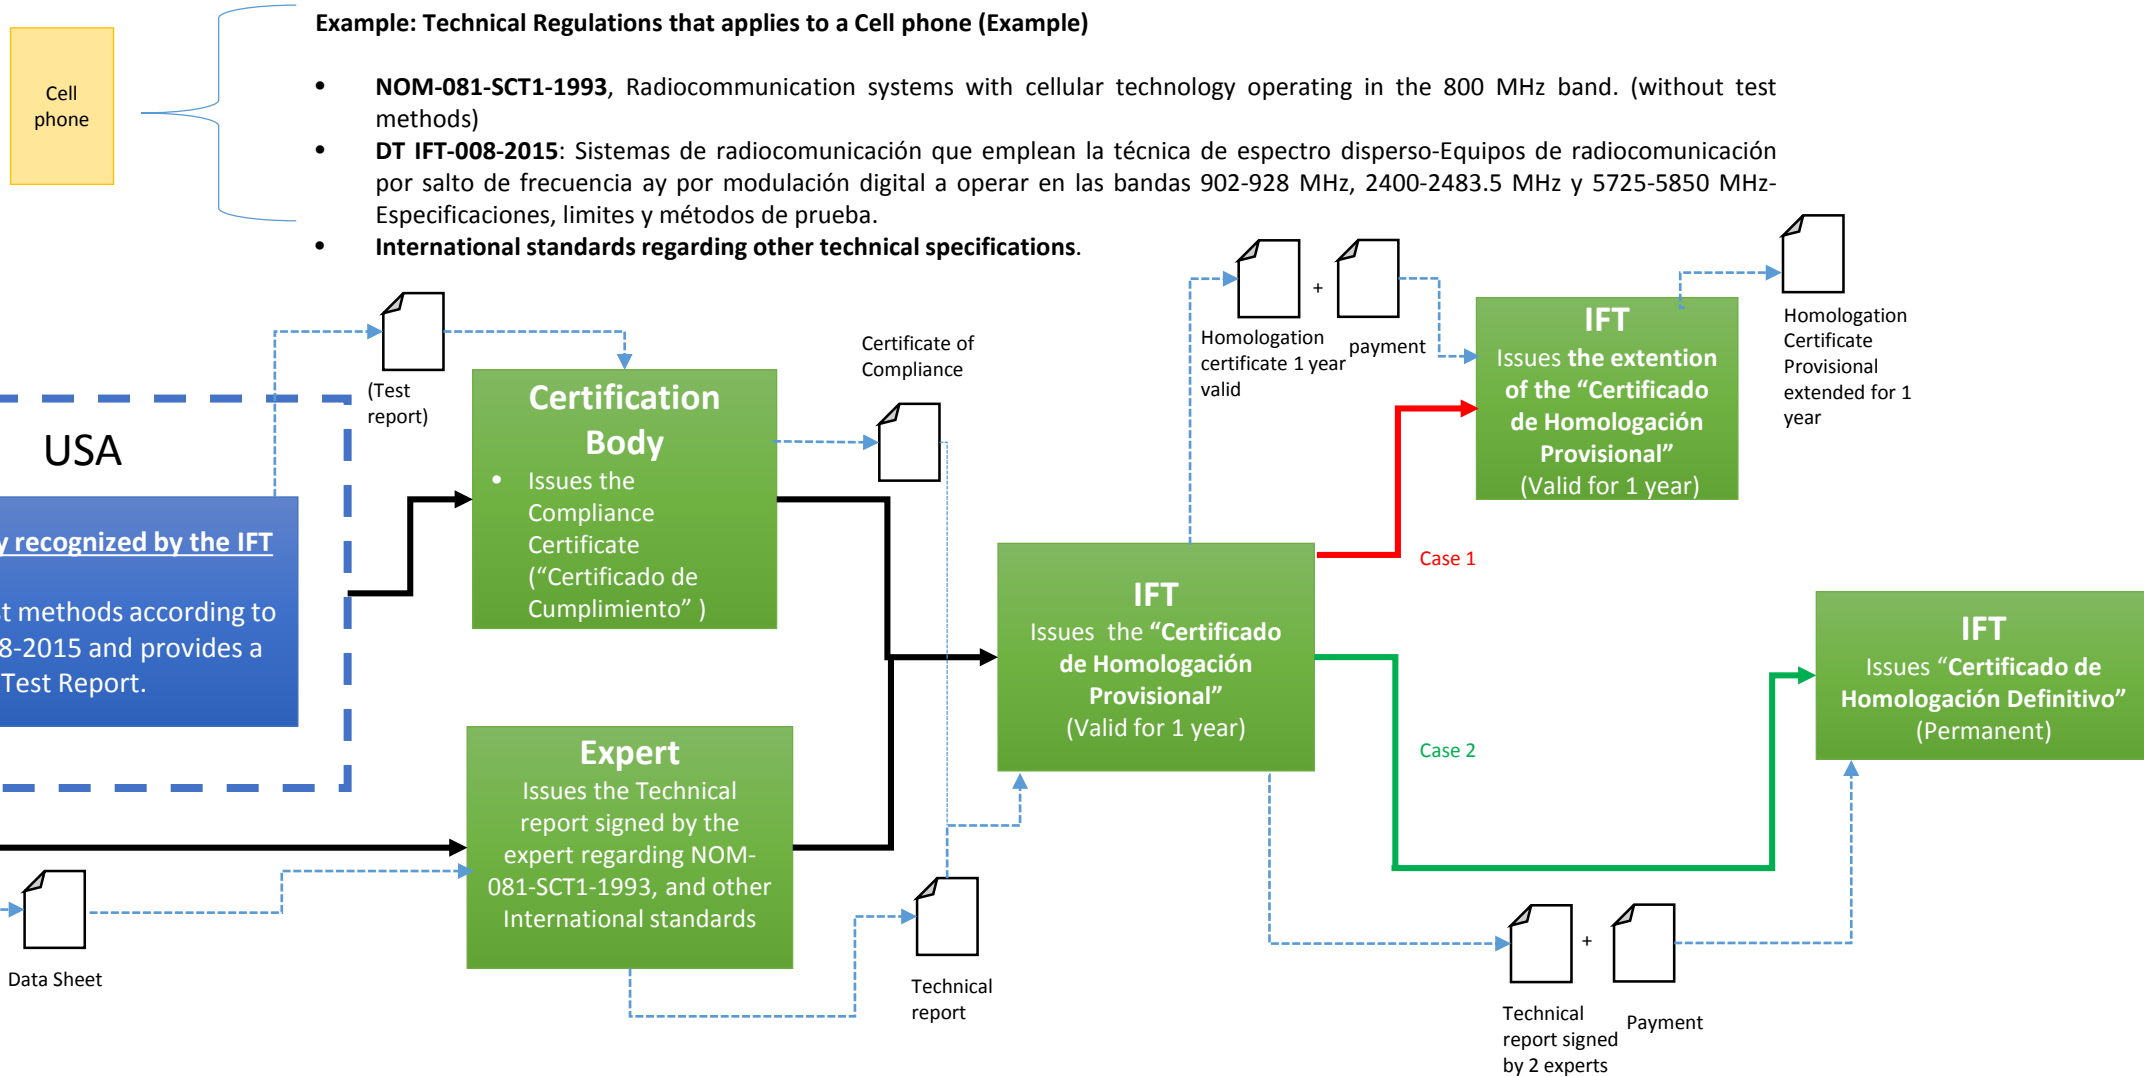 Example: Technical Regulations that applies to a Cell phone (Example)
Cell
phone
• NOM-081-SCT1-1993, Radiocommunication systems with cellular technology operating in the 800 MHz band. (without test
methods)
• DT IFT-008-2015: Sistemas de radiocomunicación que emplean la técnica de espectro disperso-Equipos de radiocomunicación
por salto de frecuencia ay por modulación digital a operar en las bandas 902-928 MHz, 2400-2483.5 MHz y 5725-5850 MHz-
Especificaciones, limites y métodos de prueba.
• International standards regarding other technical specifications.
(Test
report)
USA
y recognized by the IFT
st methods according to
8-2015 and provides a
Test Report.
Certification
Body
• Issues the
Compliance
Certificate
(“Certificado de
Cumplimiento” )
Certificate of
Compliance
Data Sheet
Expert
Issues the Technical
report signed by the
expert regarding NOM-
081-SCT1-1993, and other
International standards
Technical
report
IFT
Issues the “Certificado
de Homologación
Provisional”
(Valid for 1 year)
Homologation
certificate 1 year
valid
+
payment
Case 1
IFT
Issues the extention
of the “Certificado
de Homologación
Provisional”
(Valid for 1 year)
Homologation
Certificate
Provisional
extended for 1
year
Case 2
Technical
report signed
by 2 experts
+
Payment
IFT
Issues “Certificado de
Homologación Definitivo”
(Permanent)